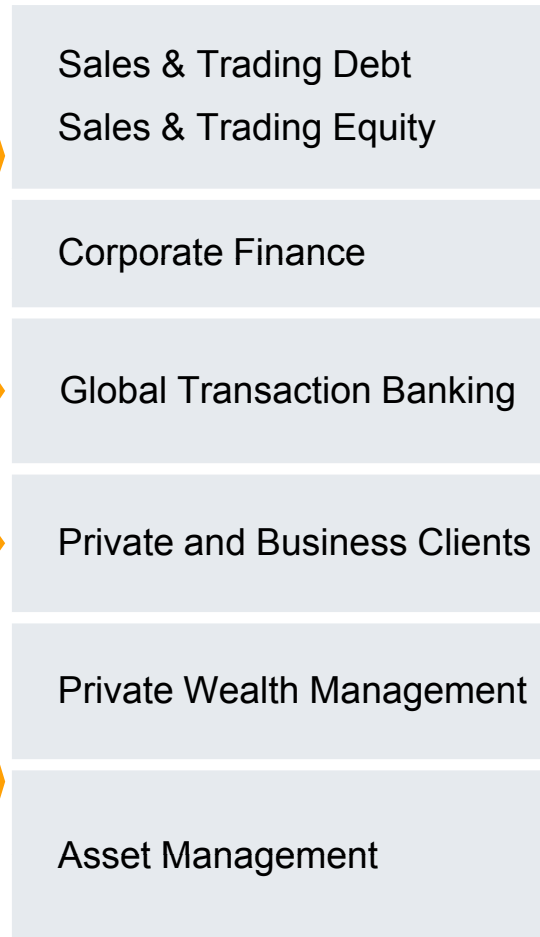 Sales & Trading Debt
Sales & Trading Equity
Corporate Finance
Global Transaction Banking
Private and Business Clients
Private Wealth Management
Asset Management